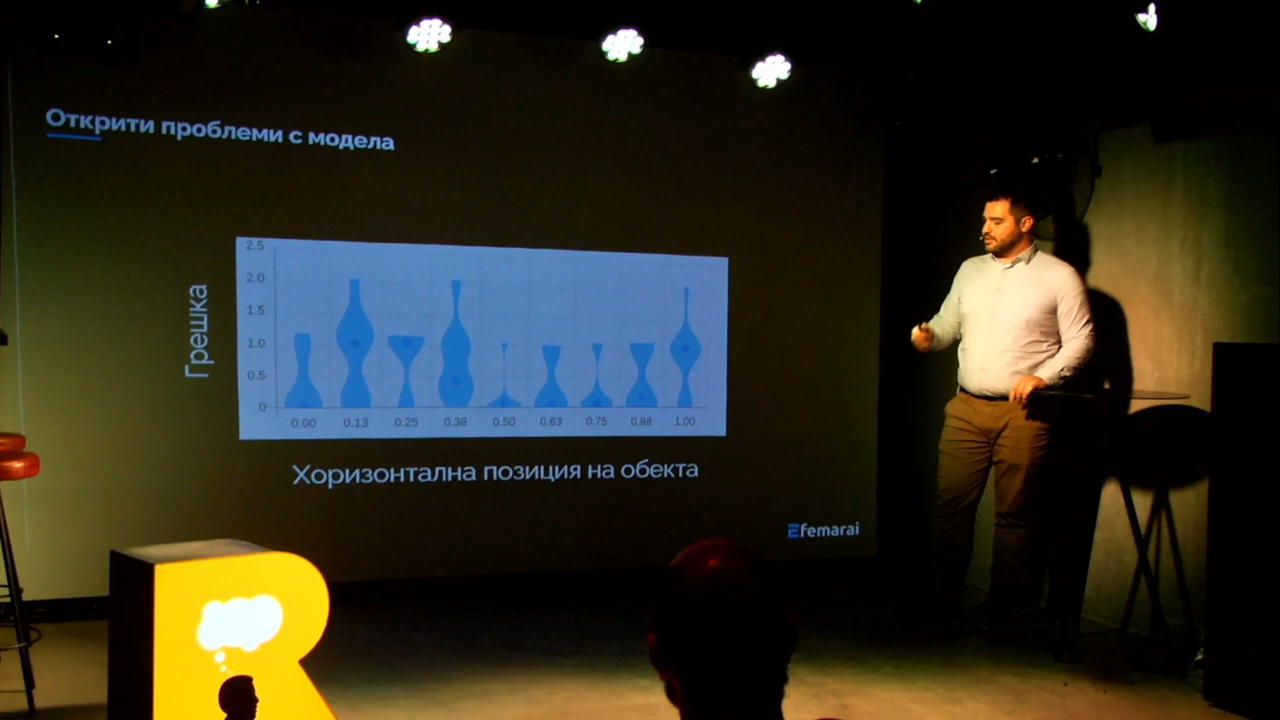 Открити проблеми с модела
Грешка
2.5
2.0
1.5
1.0
0.5
0
0.00 0.13 0.25 0.38 0.50 0.63 0.75 0.88 1.00
Хоризонтална позиция на обекта
Efemarai
R